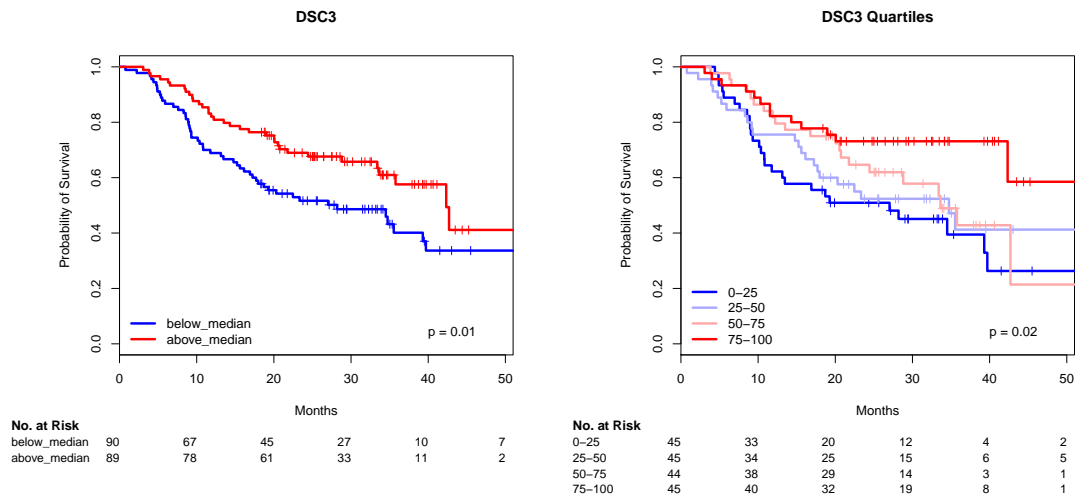 DSC3
Probability of Survival
1.0
0.8
0.6
0.4
0.2
0.0
below_median
above_median
p = 0.01
0 10 20 30 40 50
Months
No. at Risk
below_median 90 67 45 27 10 7
above_median 89 78 61 33 11 2
DSC3 Quartiles
Probability of Survival
1.0
0.8
0.6
0.4
0.2
0.0
0−25
25−50
50−75
75−100
p = 0.02
0 10 20 30 40 50
Months
No. at Risk
0−25 45 33 20 12 4 2
25−50 45 34 25 15 6 5
50−75 44 38 29 14 3 1
75−100 45 40 32 19 8 1